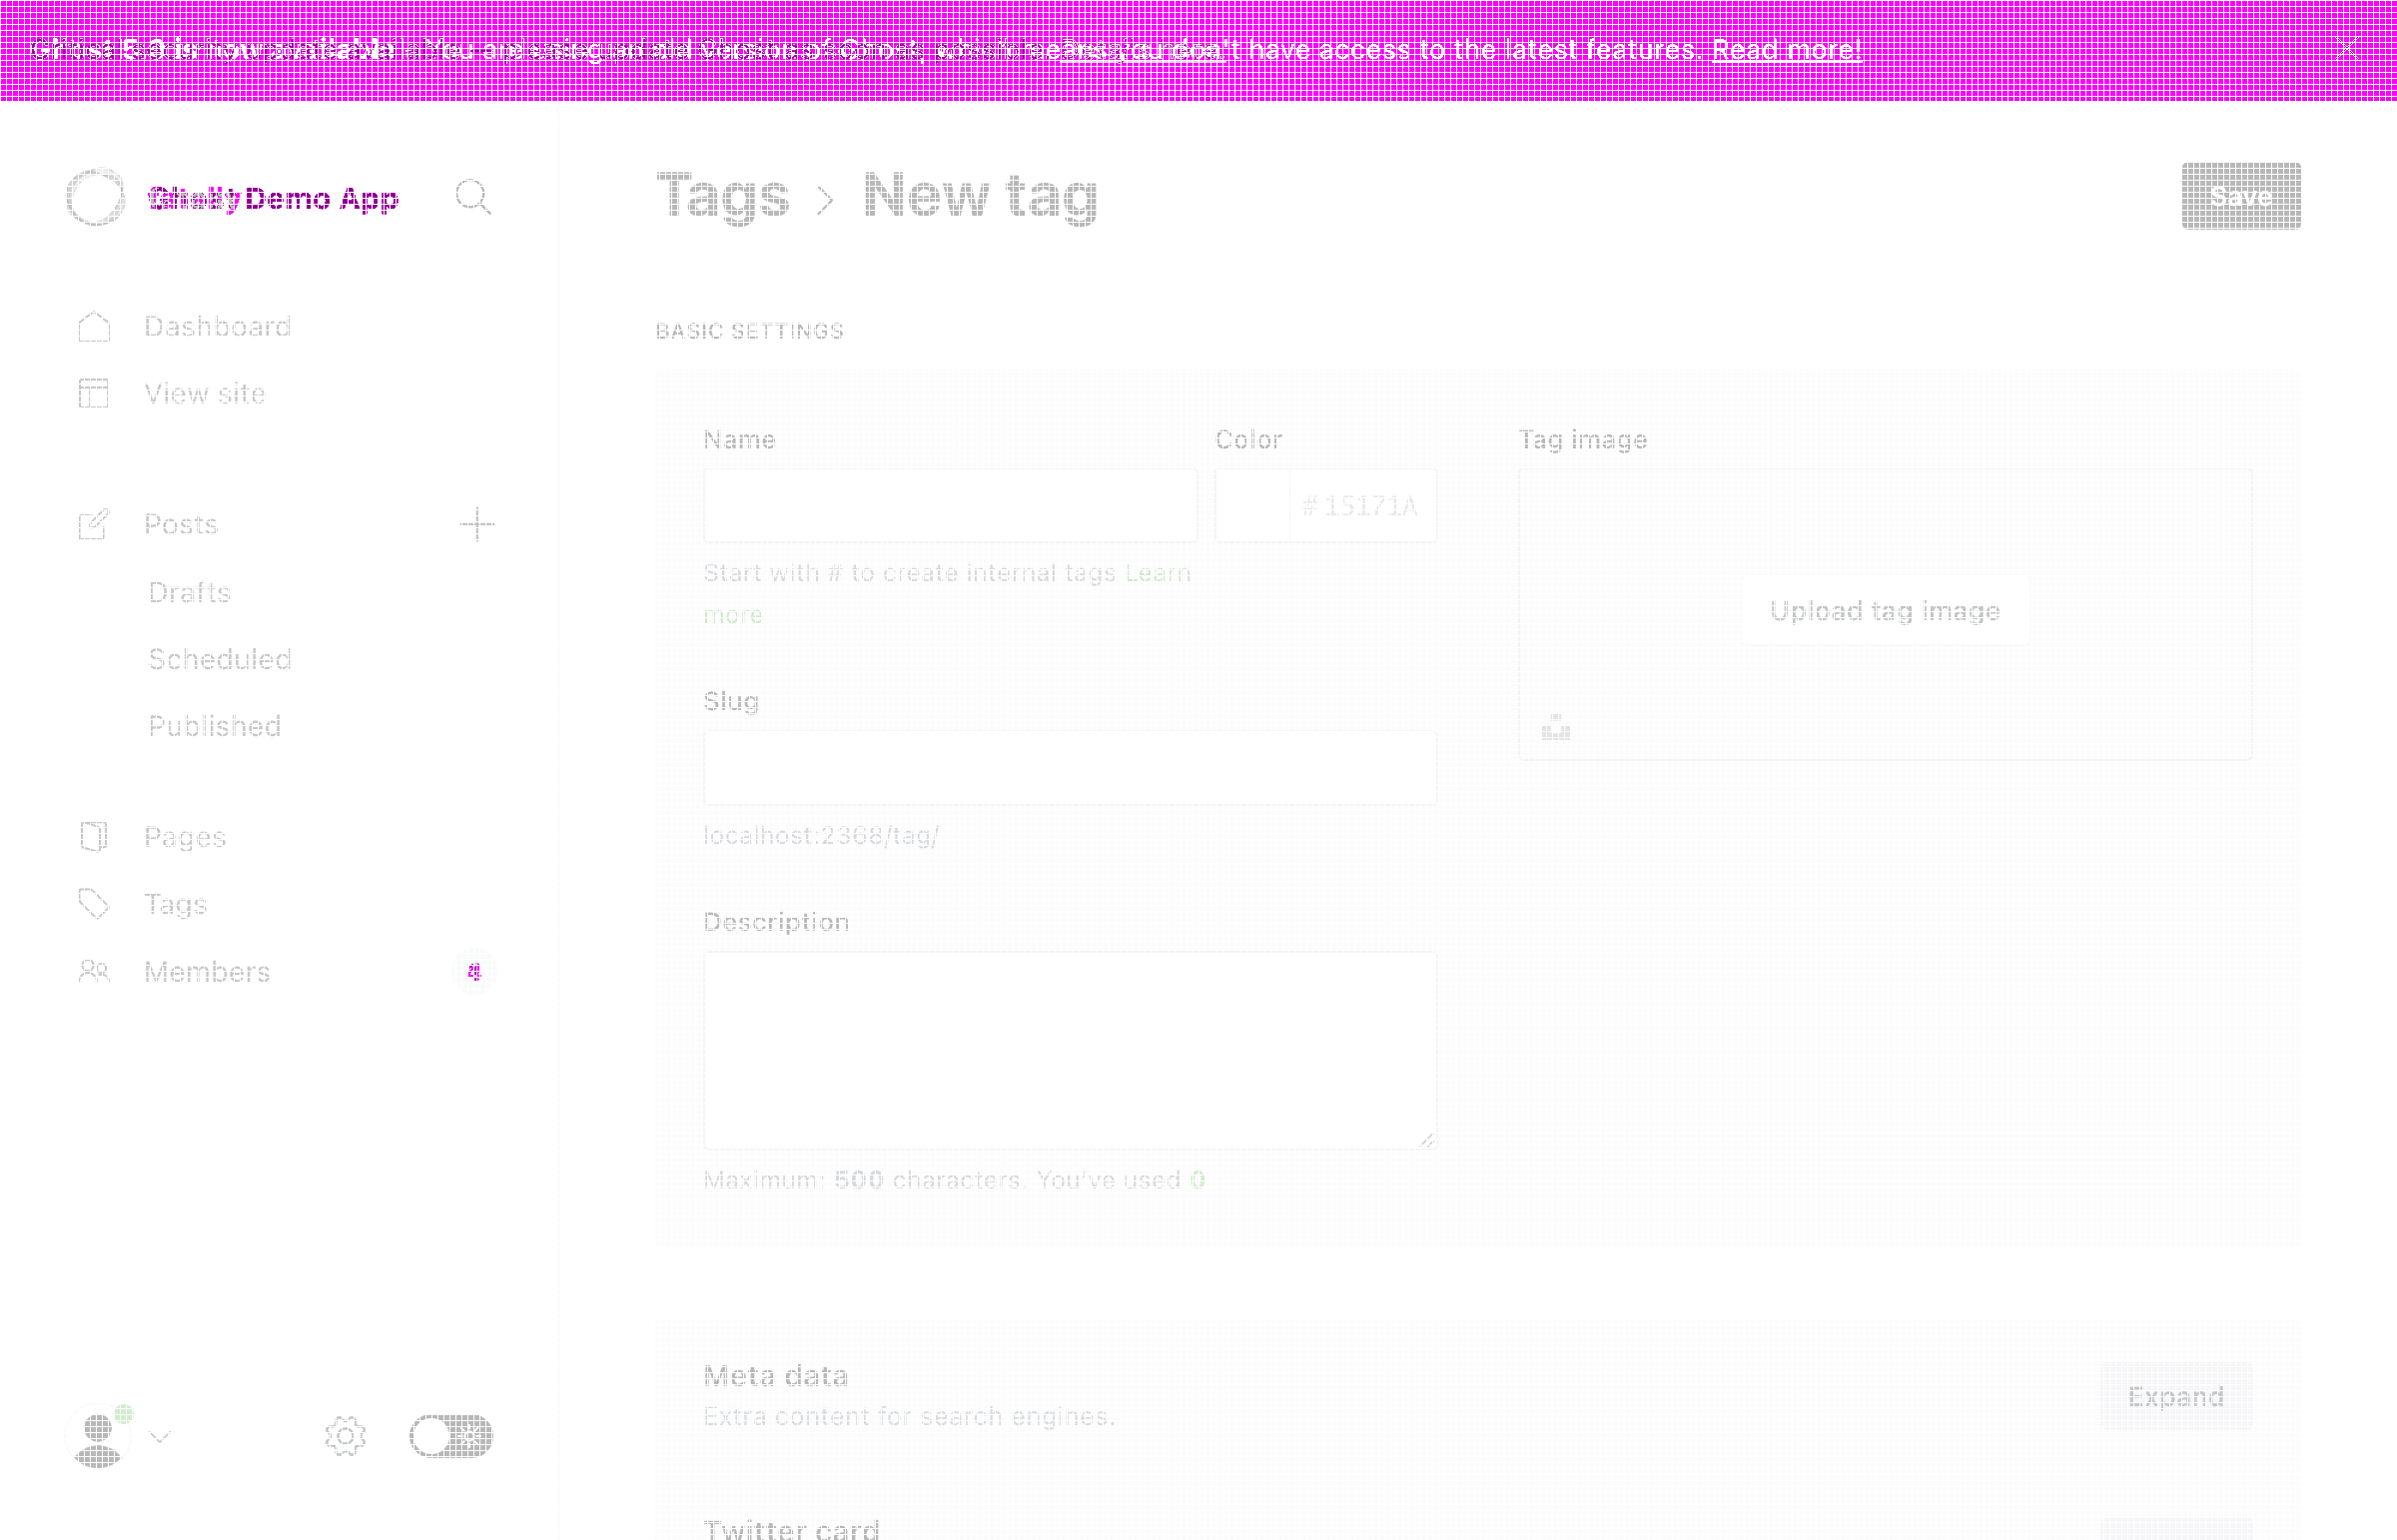 't have access to the latest features. Read more!
Demo App
Tags › New tag
Save
Dashboard
View site
BASIC SETTINGS
Name
Color
Tag image
#15171A
Posts
Start with # to create internal tags Learn
more
Upload tag image
Drafts
Scheduled
Slug
Published
localhost:2368/tag/
Pages
Tags
Description
Members
Maximum: 500 characters. You've used 0
Meta data
Extra content for search engines.
Expand
Twitter card